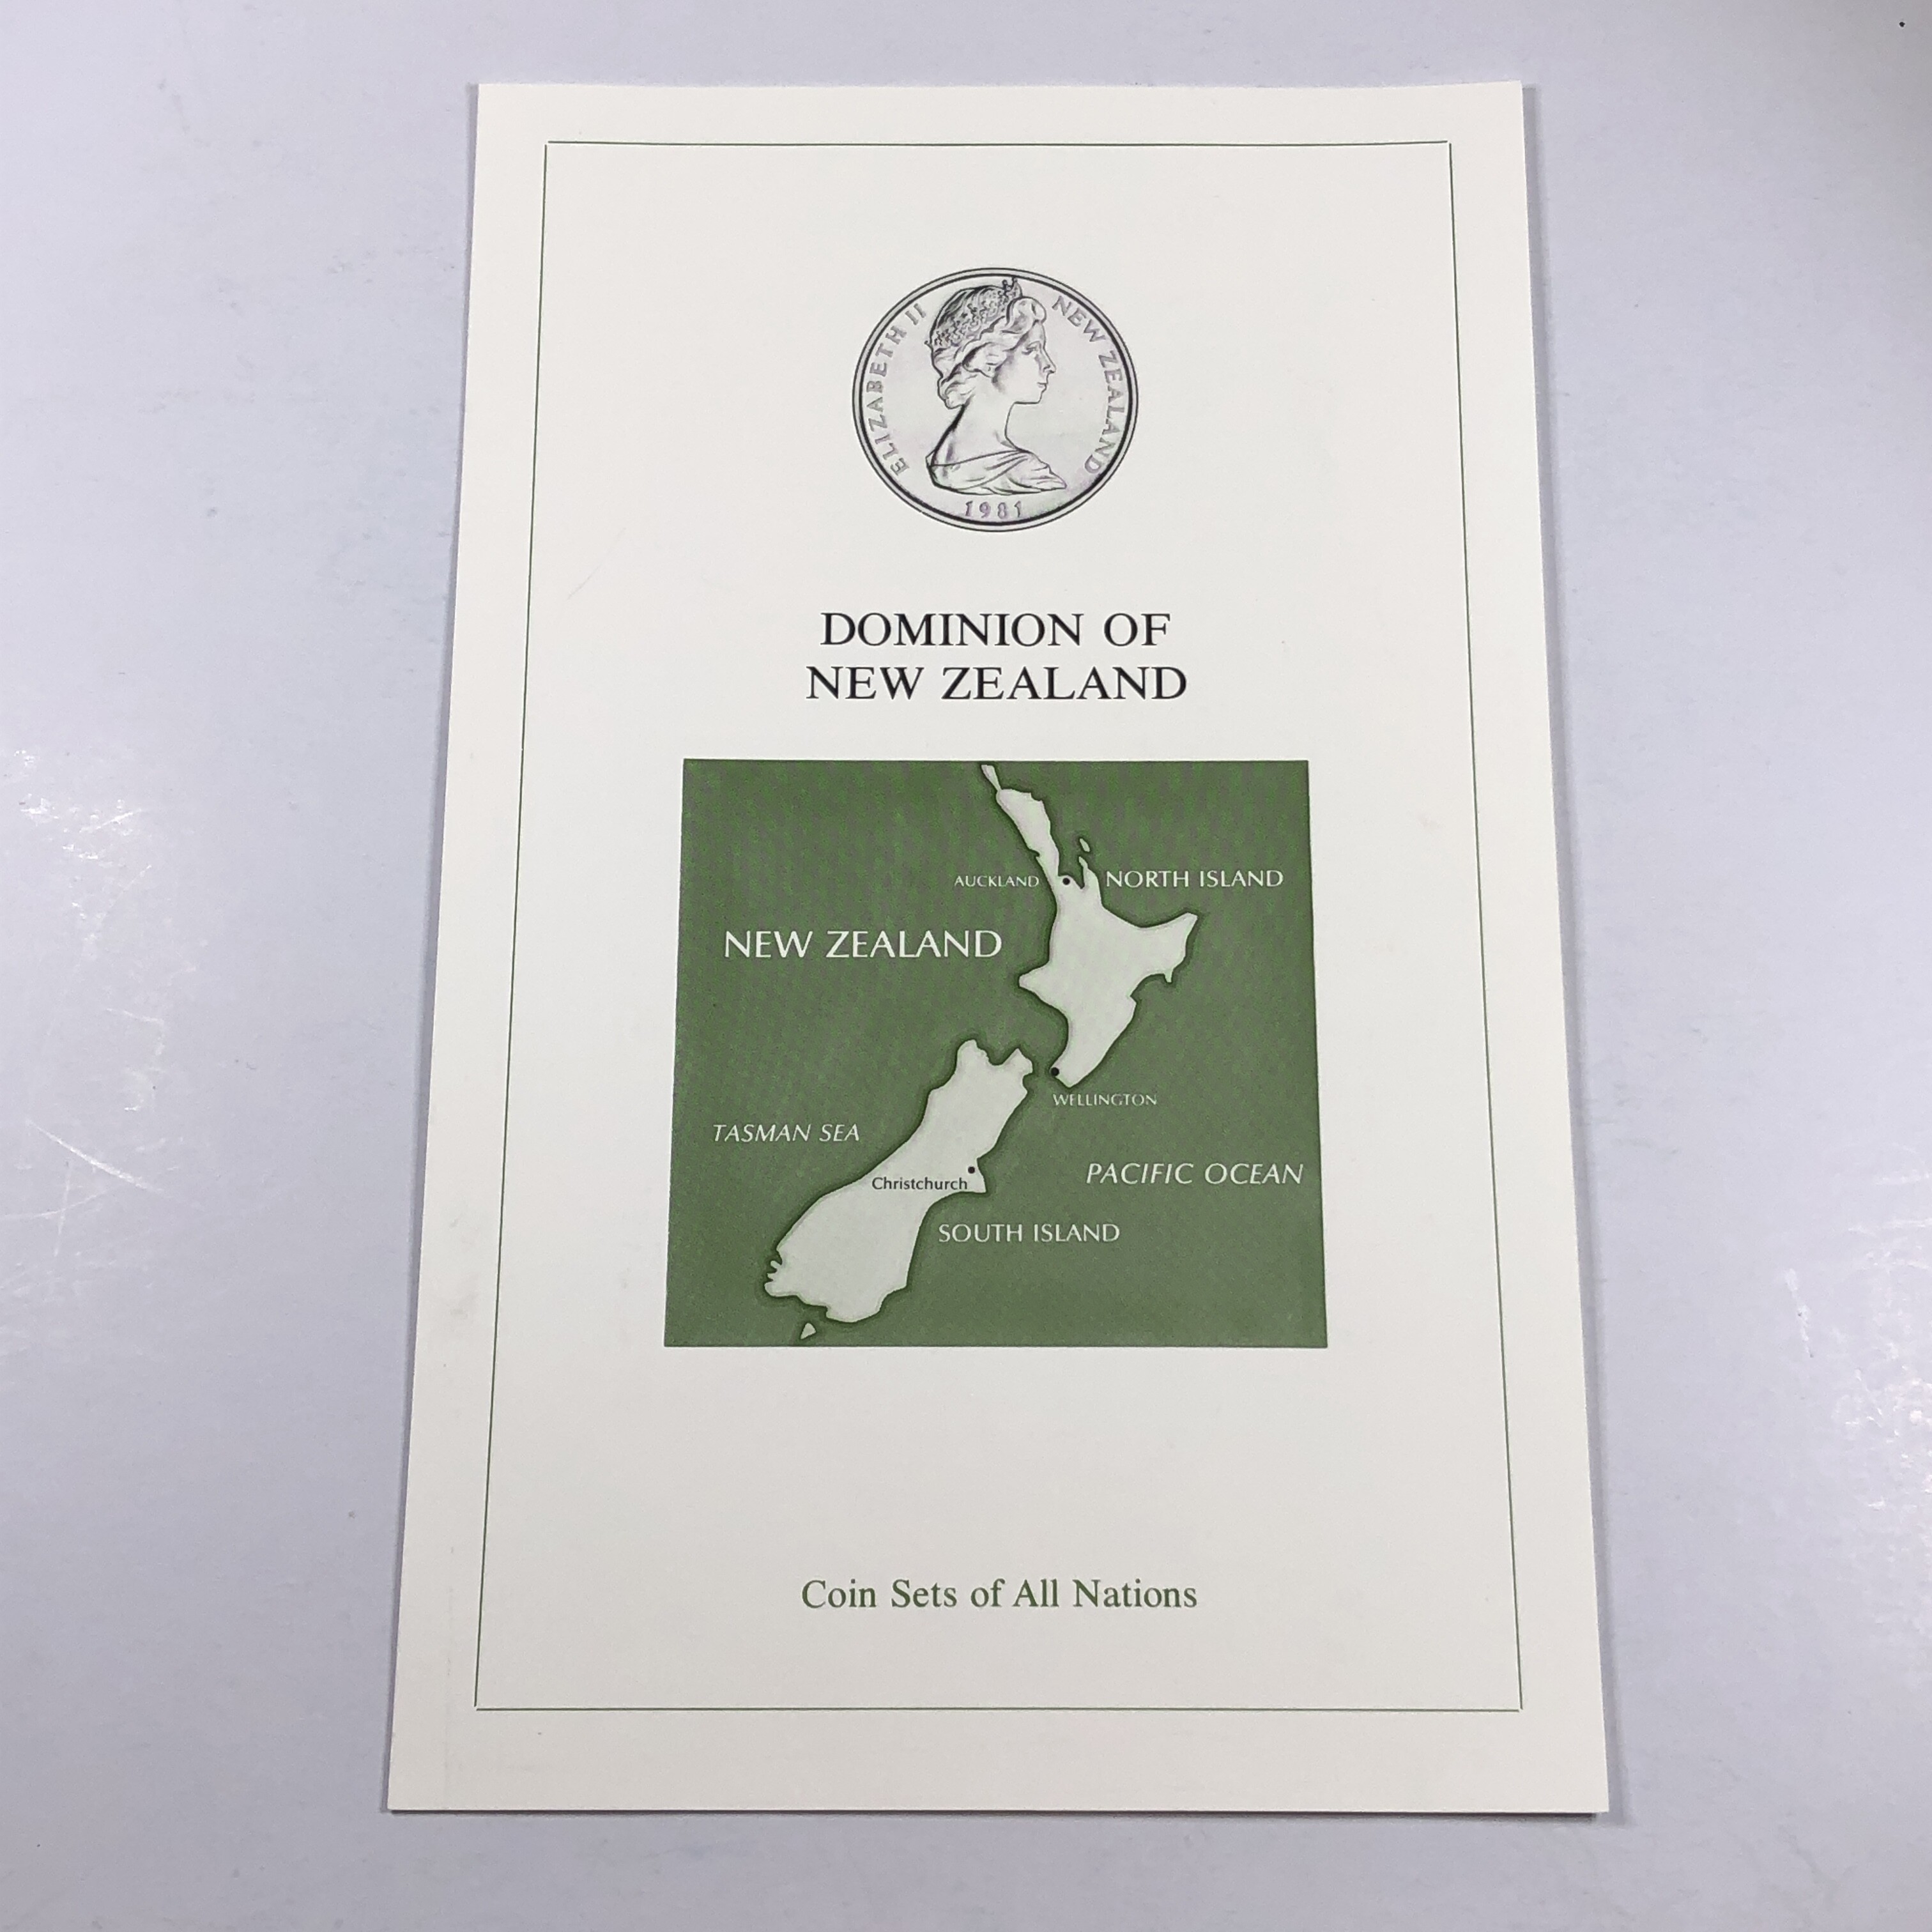 ELIZABETH II NEW ZEALAND
1981
DOMINION OF
NEW ZEALAND
AUCKLAND NORTH ISLAND
NEW ZEALAND
WELLINGTON
TASMAN SEA
PACIFIC OCEAN
Christchurch
SOUTH ISLAND
Coin Sets of All Nations